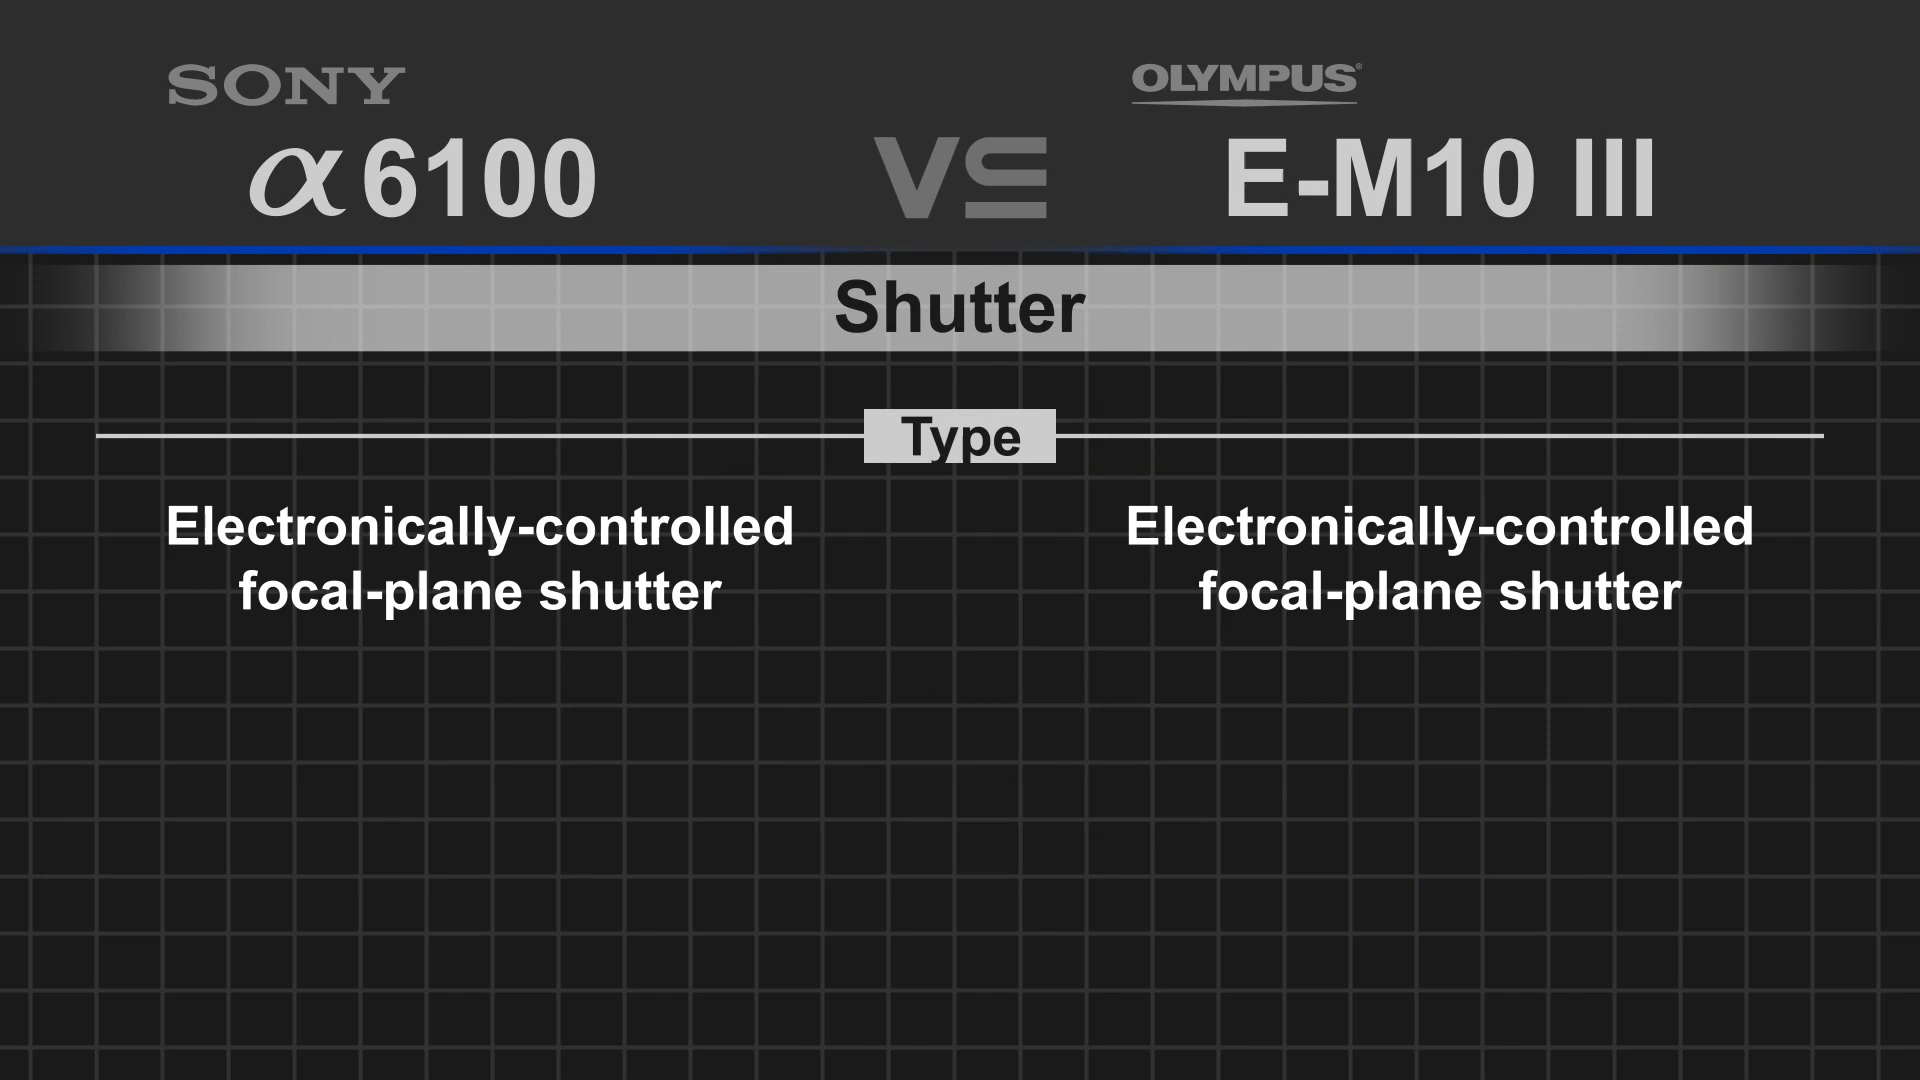 SONY
α6100
VS
OLYMPUS®
E-M10 III
Shutter
Type
Electronically-controlled
focal-plane shutter
Electronically-controlled
focal-plane shutter